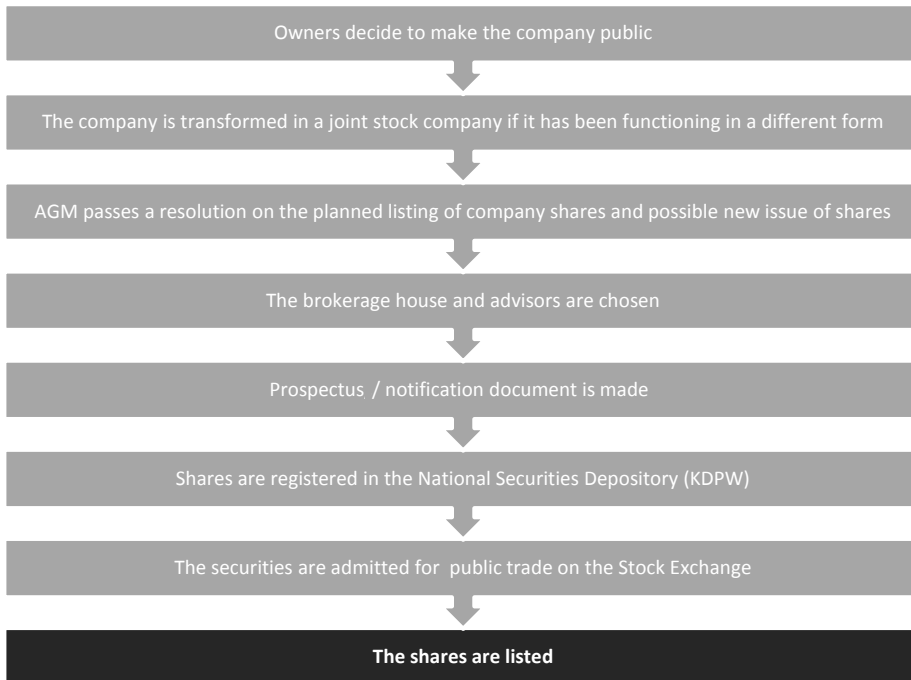 Owners decide to make the company public
The company is transformed in a joint stock company if it has been functioning in a different form
AGM passes a resolution on the planned listing of company shares and possible new issue of shares
The brokerage house and advisors are chosen
Prospectus / notification document is made
Shares are registered in the National Securities Depository (KDPW)
The securities are admitted for public trade on the Stock Exchange
The shares are listed